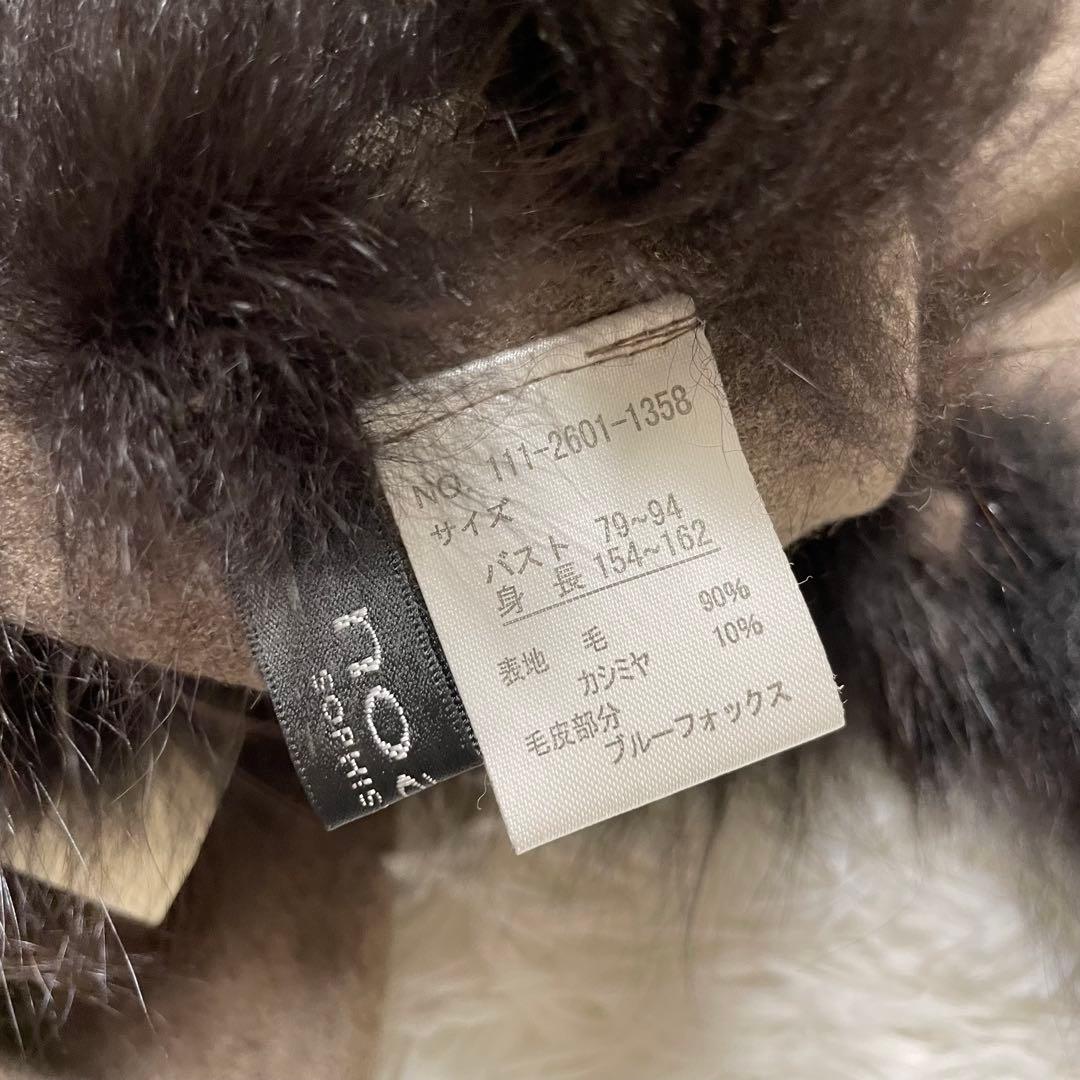 NO. 111-2601-1358
サイズ
バスト 79~94
身 長 154~162
表地 毛 90%
カシミヤ 10%
毛皮部分
ブルーフォックス
no
SOPHIS